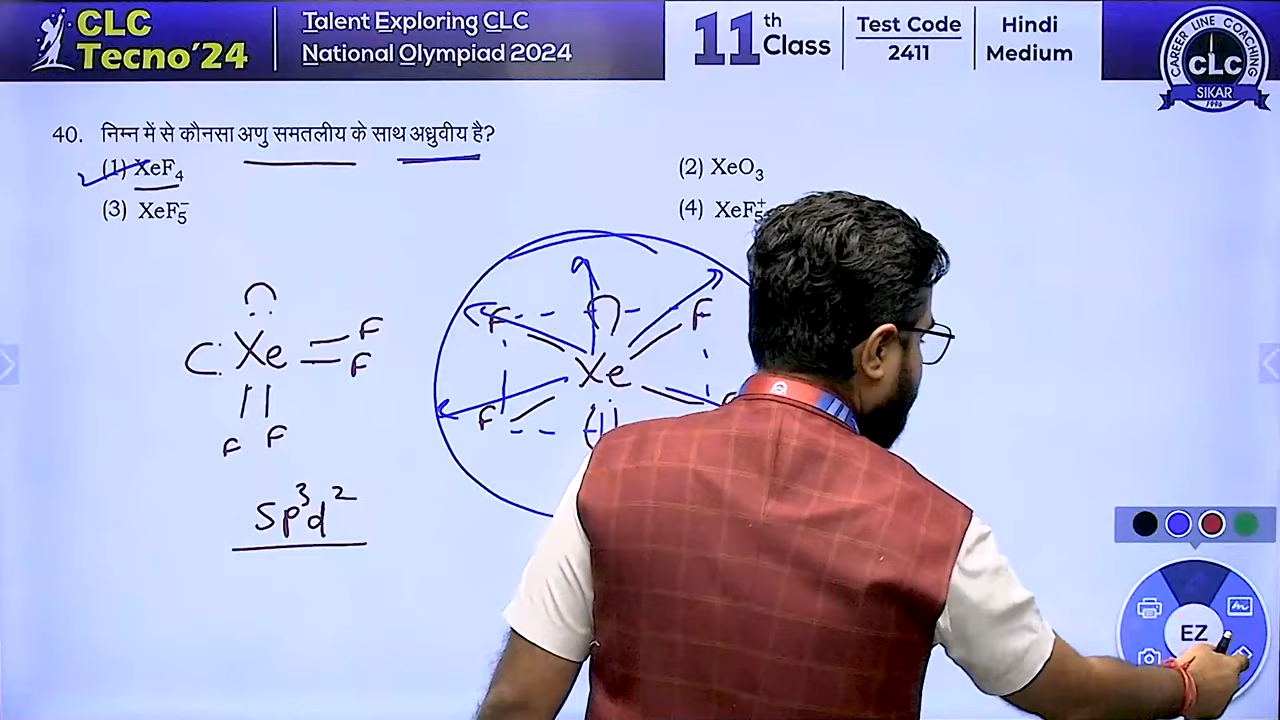 CLC
Tecno'24
Talent Exploring CLC
National Olympiad 2024
11th Class
Test Code
2411
Hindi
Medium
CAREER LINE COACHING
CLC
SIKAR
1996
40. निम्न में से कौनसा अणु समतलीय के साथ अध्रुवीय है?
(1) XeF₄
(2) XeO₃
(3) XeF₅⁻
(4) XeF₅⁺
Xe F
F
F F
sp³d²
F F
Xe
F
EZ